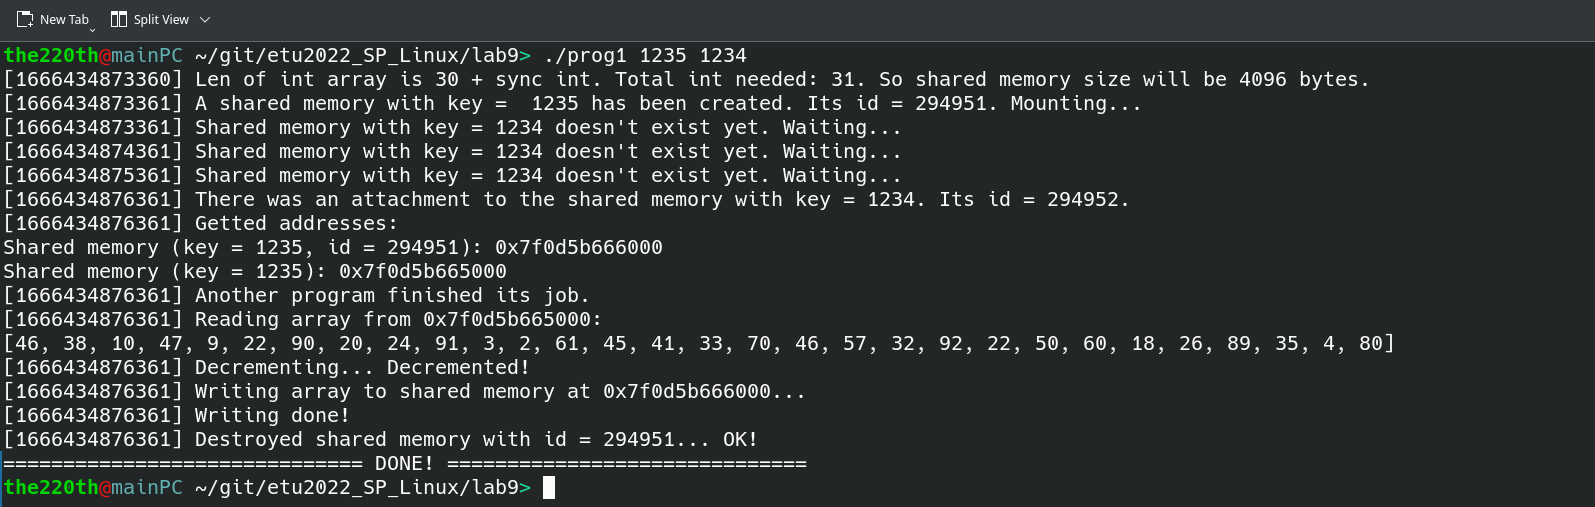 New Tab Split View
the220th@mainPC ~/git/etu2022_SP_Linux/lab9> ./prog1 1235 1234
[1666434873360] Len of int array is 30 + sync int. Total int needed: 31. So shared memory size will be 4096 bytes.
[1666434873361] A shared memory with key =  1235 has been created. Its id = 294951. Mounting...
[1666434873361] Shared memory with key = 1234 doesn't exist yet. Waiting...
[1666434874361] Shared memory with key = 1234 doesn't exist yet. Waiting...
[1666434875361] Shared memory with key = 1234 doesn't exist yet. Waiting...
[1666434876361] There was an attachment to the shared memory with key = 1234. Its id = 294952.
[1666434876361] Getted addresses:
Shared memory (key = 1235, id = 294951): 0x7f0d5b666000
Shared memory (key = 1235): 0x7f0d5b665000
[1666434876361] Another program finished its job.
[1666434876361] Reading array from 0x7f0d5b665000:
[46, 38, 10, 47, 9, 22, 90, 20, 24, 91, 3, 2, 61, 45, 41, 33, 70, 46, 57, 32, 92, 22, 50, 60, 18, 26, 89, 35, 4, 80]
[1666434876361] Decrementing... Decremented!
[1666434876361] Writing array to shared memory at 0x7f0d5b666000...
[1666434876361] Writing done!
[1666434876361] Destroyed shared memory with id = 294951... OK!
============================== DONE! ==============================
the220th@mainPC ~/git/etu2022_SP_Linux/lab9>